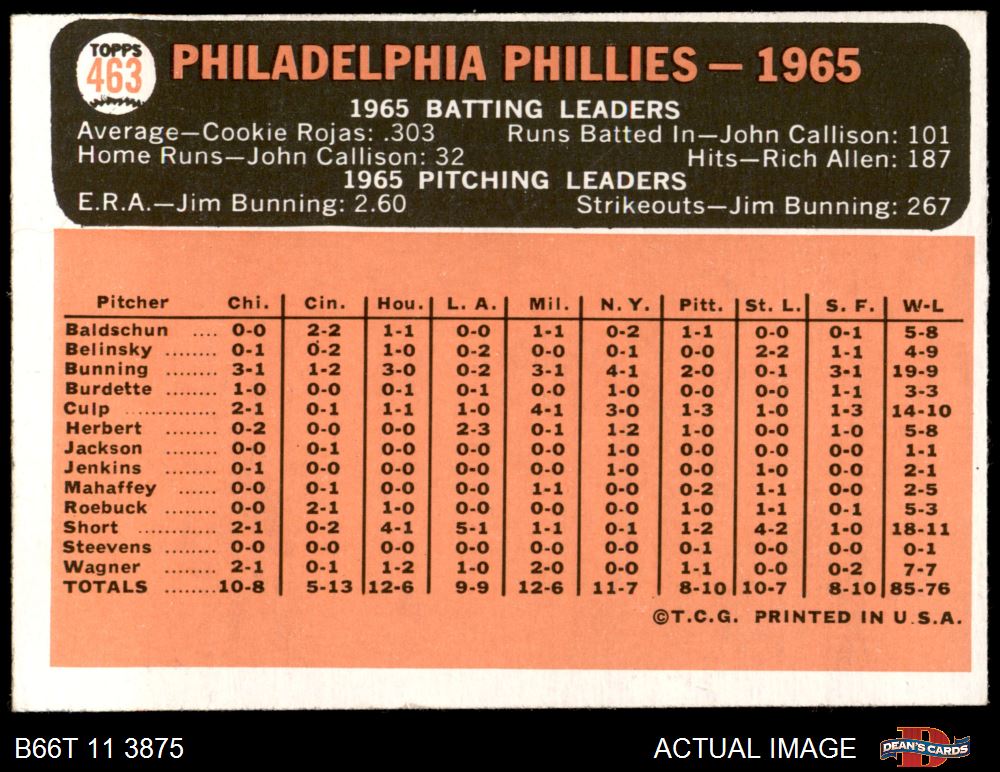 TOPPS
463
PHILADELPHIA PHILLIES — 1965
1965 BATTING LEADERS
Average—Cookie Rojas: .303 Runs Batted In—John Callison: 101
Home Runs—John Callison: 32 Hits—Rich Allen: 187
1965 PITCHING LEADERS
E.R.A.—Jim Bunning: 2.60 Strikeouts—Jim Bunning: 267
Pitcher Chi. Cin. Hou. L. A. Mil. N. Y. Pitt. St. L. S. F. W-L
Baldschun .... 0-0 2-2 1-1 0-0 1-1 0-2 1-1 0-0 0-1 5-8
Belinsky ........ 0-1 0-2 1-0 0-2 0-0 0-1 0-0 2-2 1-1 4-9
Bunning ........ 3-1 1-2 3-0 0-2 3-1 4-1 2-0 0-1 3-1 19-9
Burdette ........ 1-0 0-0 0-1 0-1 0-0 1-0 0-0 0-0 1-1 3-3
Culp .............. 2-1 0-1 1-1 1-0 4-1 3-0 1-3 1-0 1-3 14-10
Herbert ........ 0-2 0-0 0-0 2-3 0-1 1-2 1-0 0-0 1-0 5-8
Jackson ........ 0-0 0-1 0-0 0-0 0-0 1-0 0-0 0-0 0-0 1-1
Jenkins ........ 0-1 0-0 0-0 0-0 0-0 1-0 0-0 1-0 0-0 2-1
Mahaffey ...... 0-0 0-1 0-0 0-0 1-1 0-0 0-2 1-1 0-0 2-5
Roebuck ........ 0-0 2-1 1-0 0-0 0-0 0-0 1-0 1-1 0-1 5-3
Short ............ 2-1 0-2 4-1 5-1 1-1 0-1 1-2 4-2 1-0 18-11
Steevens ........ 0-0 0-0 0-0 0-0 0-0 0-0 0-1 0-0 0-0 0-1
Wagner ........ 2-1 0-1 1-2 1-0 2-0 0-0 1-1 0-0 0-2 7-7
TOTALS ........ 10-8 5-13 12-6 9-9 12-6 11-7 8-10 10-7 8-10 85-76
©T.C.G. PRINTED IN U.S.A.
B66T 11 3875 ACTUAL IMAGE DEAN'S CARDS